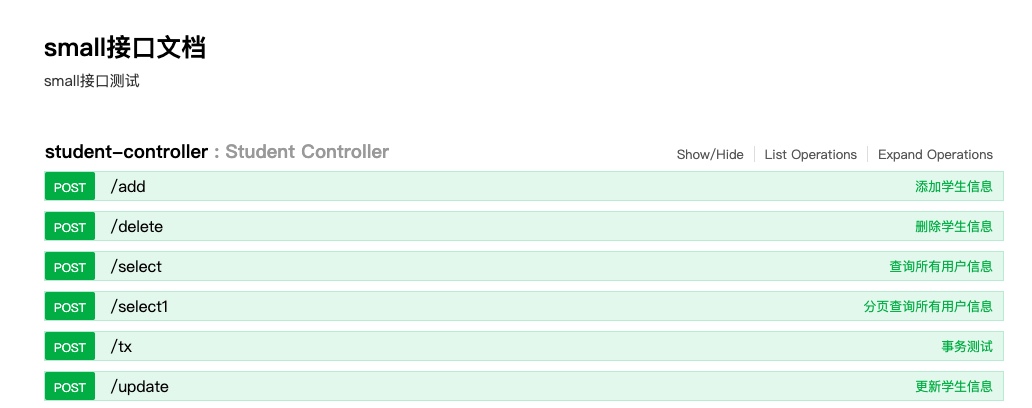 small接口文档
small接口测试
student-controller : Student Controller
Show/Hide List Operations Expand Operations
POST /add 添加学生信息
POST /delete 删除学生信息
POST /select 查询所有用户信息
POST /select1 分页查询所有用户信息
POST /tx 事务测试
POST /update 更新学生信息